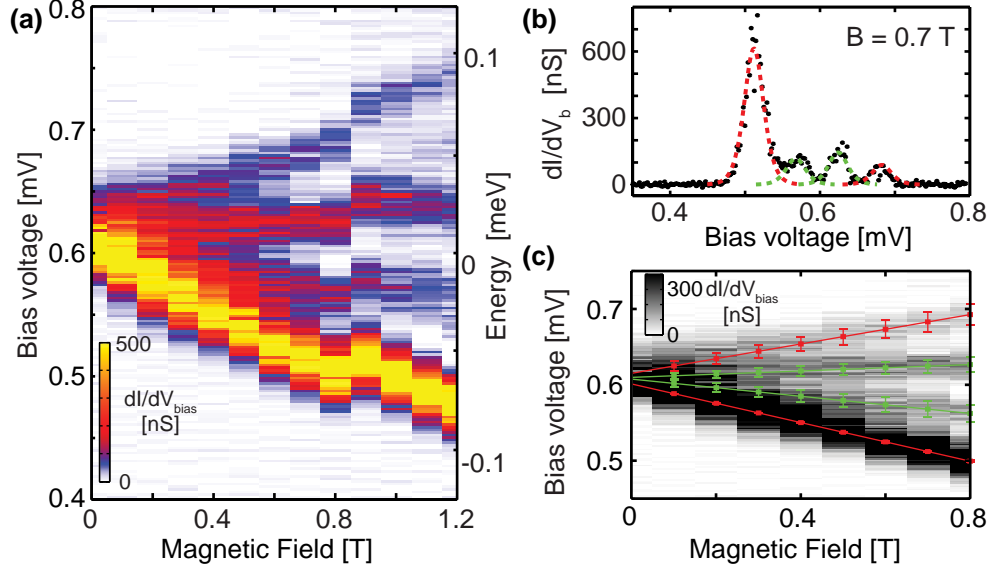 (a)
0.8
0.7
0.6
0.5
0.4
Bias voltage [mV]
0.1
0
-0.1
Energy [meV]
500
dI/dV_bias
[nS]
0
0
0.4
0.8
1.2
Magnetic Field [T]
(b)
B = 0.7 T
600
300
0
dI/dV_b [nS]
0.4
0.6
0.8
Bias voltage [mV]
(c)
300
dI/dV_bias
0
[nS]
0.7
0.6
0.5
Bias voltage [mV]
0
0.4
0.8
Magnetic Field [T]